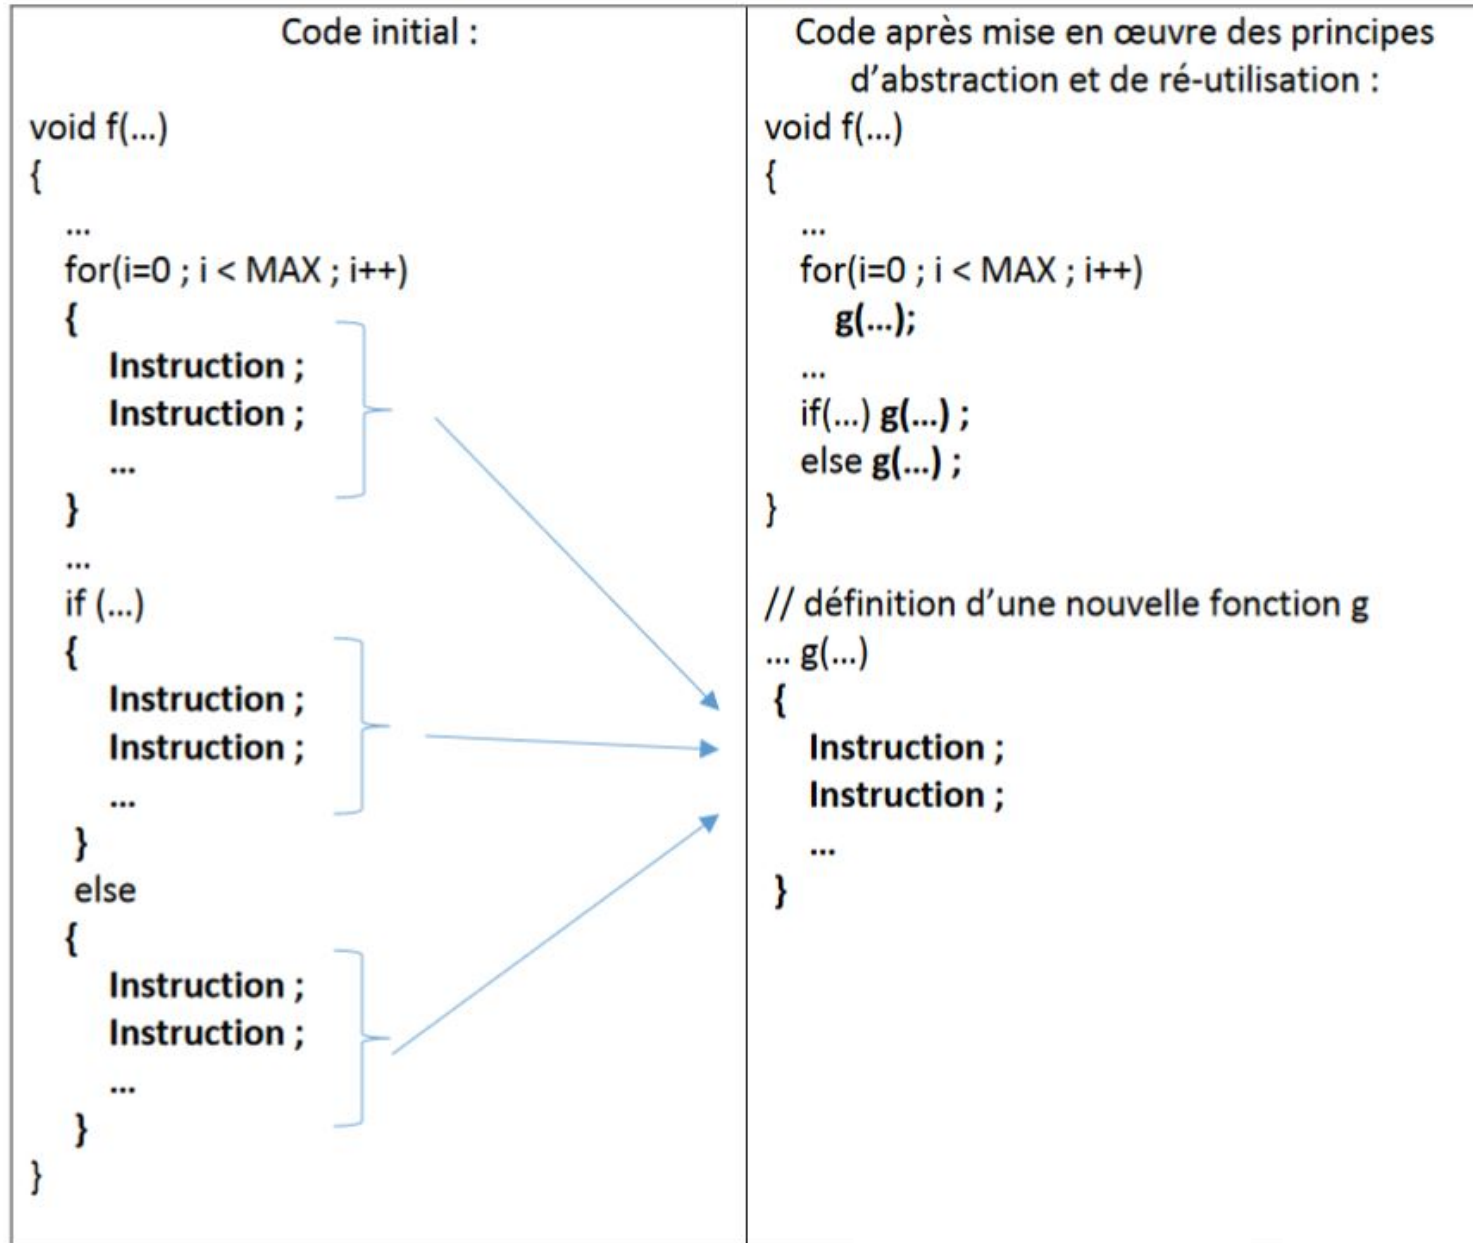 Code initial :
void f(...)
{
...
for(i=0 ; i < MAX ; i++)
{
Instruction ;
Instruction ;
...
}
...
if (...)
{
Instruction ;
Instruction ;
...
}
else
{
Instruction ;
Instruction ;
...
}
}
Code après mise en œuvre des principes
d’abstraction et de ré-utilisation :
void f(...)
{
...
for(i=0 ; i < MAX ; i++)
g(...);
...
if(...) g(...) ;
else g(...) ;
}
// définition d’une nouvelle fonction g
... g(...)
{
Instruction ;
Instruction ;
...
}